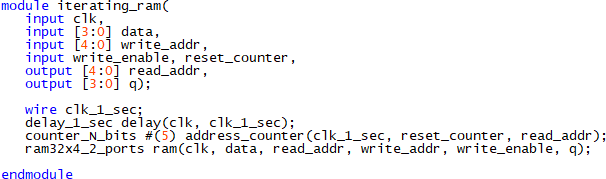 module iterating_ram(
input clk,
input [3:0] data,
input [4:0] write_addr,
input write_enable, reset_counter,
output [4:0] read_addr,
output [3:0] q);
wire clk_1_sec;
delay_1_sec delay(clk, clk_1_sec);
counter_N_bits #(5) address_counter(clk_1_sec, reset_counter, read_addr);
ram32x4_2_ports ram(clk, data, read_addr, write_addr, write_enable, q);
endmodule